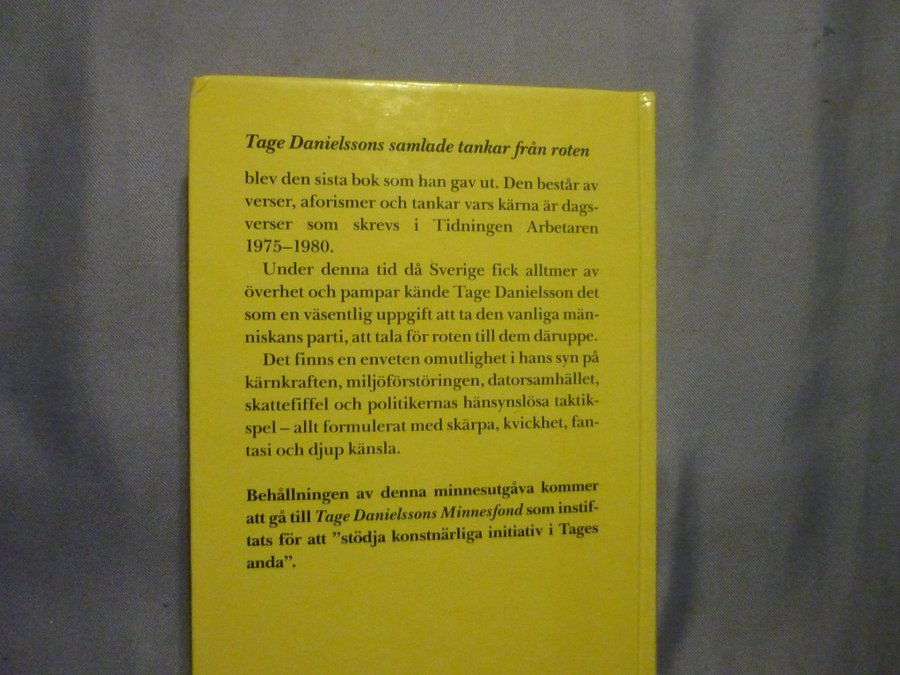 Tage Danielssons samlade tankar från roten
blev den sista bok som han gav ut. Den består av
verser, aforismer och tankar vars kärna är dags-
verser som skrevs i Tidningen Arbetaren
1975–1980.
Under denna tid då Sverige fick alltmer av
överhet och pampar kände Tage Danielsson det
som en väsentlig uppgift att ta den vanliga män-
niskans parti, att tala för roten till dem däruppe.
Det finns en enveten omutlighet i hans syn på
kärnkraften, miljöförstöringen, datorsamhället,
skattefiffel och politikernas hänsynslösa taktik-
spel – allt formulerat med skärpa, kvickhet, fan-
tasi och djup känsla.
Behållningen av denna minnesutgåva kommer
att gå till Tage Danielssons Minnesfond som instif-
tats för att ”stödja konstnärliga initiativ i Tages
anda”.